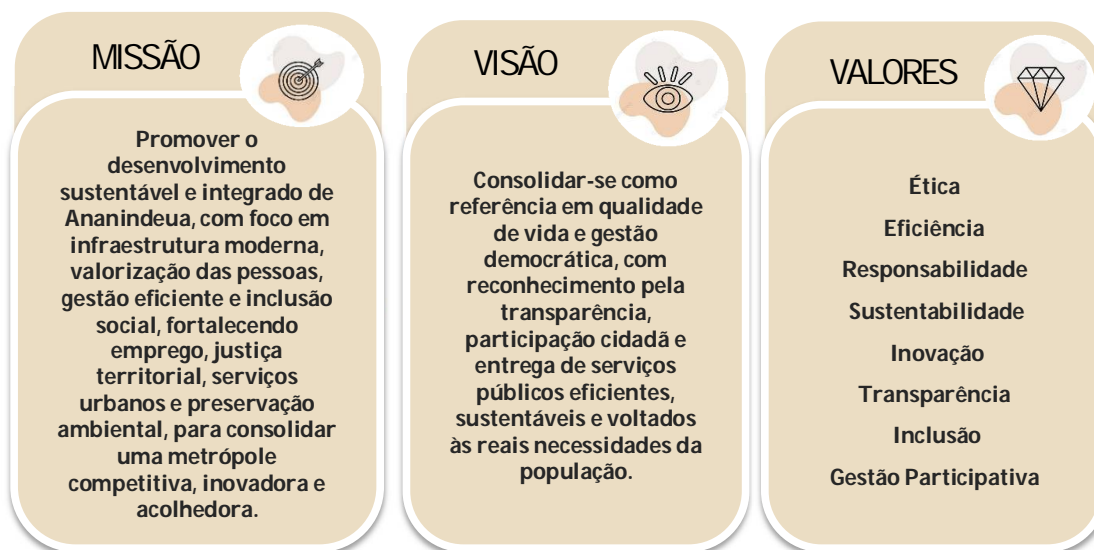 MISSÃO
Promover o
desenvolvimento
sustentável e integrado de
Ananindeua, com foco em
infraestrutura moderna,
valorização das pessoas,
gestão eficiente e inclusão
social, fortalecendo
emprego, justiça
territorial, serviços
urbanos e preservação
ambiental, para consolidar
uma metrópole
competitiva, inovadora e
acolhedora.
VISÃO
Consolidar-se como
referência em qualidade
de vida e gestão
democrática, com
reconhecimento pela
transparência,
participação cidadã e
entrega de serviços
públicos eficientes,
sustentáveis e voltados
às reais necessidades da
população.
VALORES
Ética
Eficiência
Responsabilidade
Sustentabilidade
Inovação
Transparência
Inclusão
Gestão Participativa